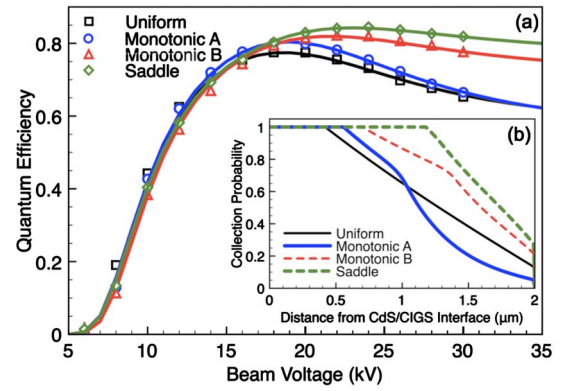 (a)
Uniform
Monotonic A
Monotonic B
Saddle
Quantum Efficiency
0.8
0.6
0.4
0.2
0
5 10 15 20 25 30 35
Beam Voltage (kV)
(b)
Collection Probability
1
0.8
0.6
0.4
0.2
0
Uniform
Monotonic A
Monotonic B
Saddle
0 0.5 1 1.5 2
Distance from CdS/CIGS Interface (μm)